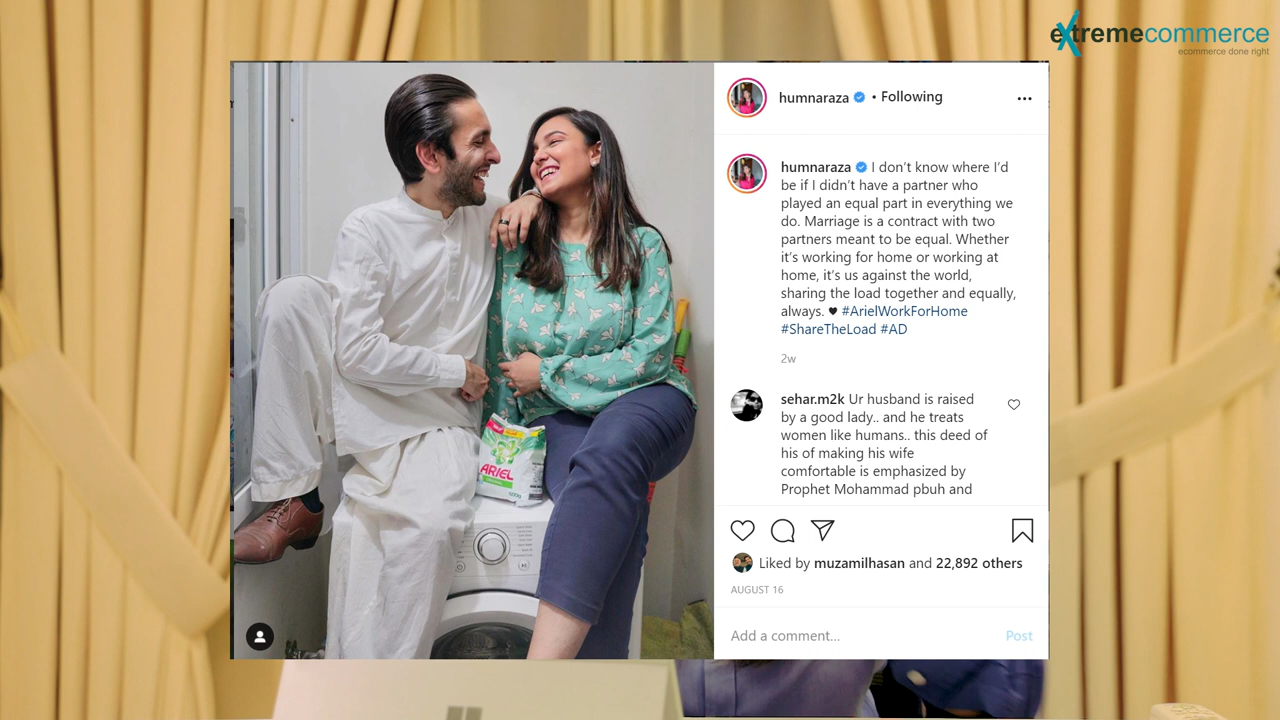 extremecommerce
ecommerce done right
humnaraza • Following
humnaraza I don't know where I'd
be if I didn't have a partner who
played an equal part in everything we
do. Marriage is a contract with two
partners meant to be equal. Whether
it's working for home or working at
home, it's us against the world,
sharing the load together and equally,
always. ♥ #ArielWorkForHome
#ShareTheLoad #AD
2w
sehar.m2k Ur husband is raised
by a good lady.. and he treats
women like humans.. this deed of
his of making his wife
comfortable is emphasized by
Prophet Mohammad pbuh and
Liked by muzamilhasan and 22,892 others
AUGUST 16
Add a comment... Post
ARIEL